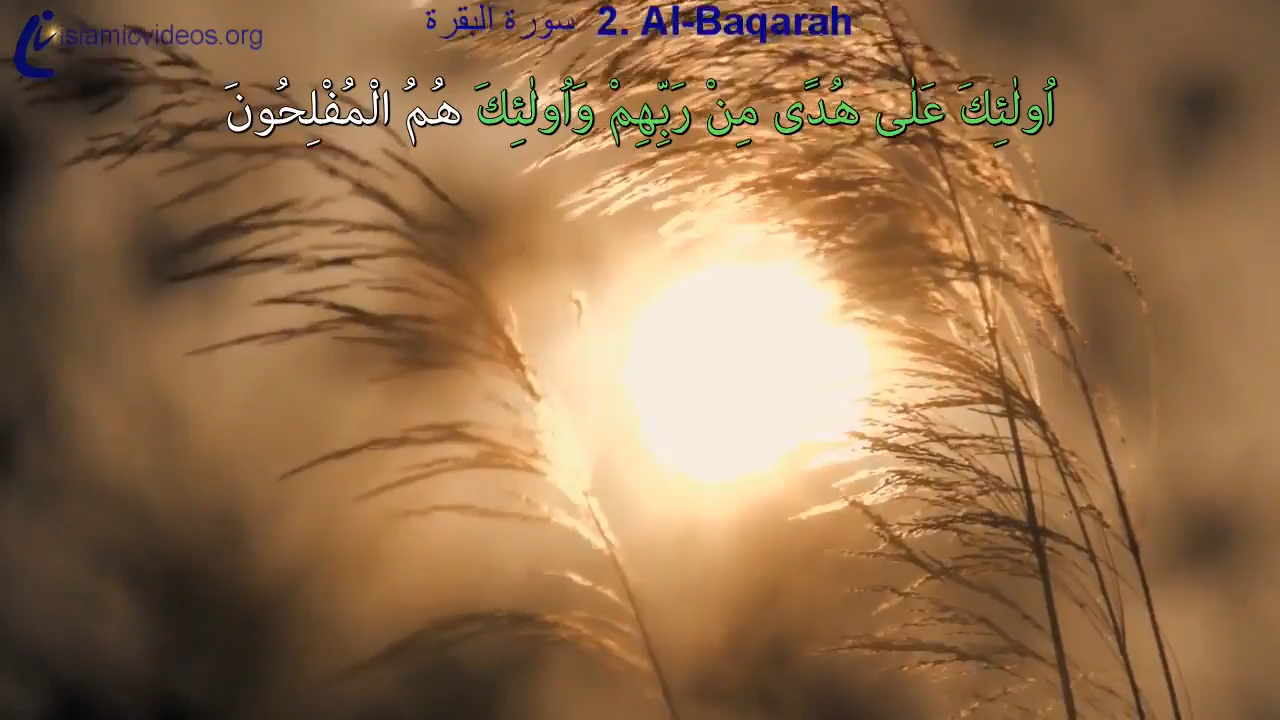 islamicvideos.org
سورة البقرة 2. Al-Baqarah
اُولٰئِكَ عَلٰى هُدًى مِنْ رَبِّهِمْ وَاُولٰئِكَ هُمُ الْمُفْلِحُونَ